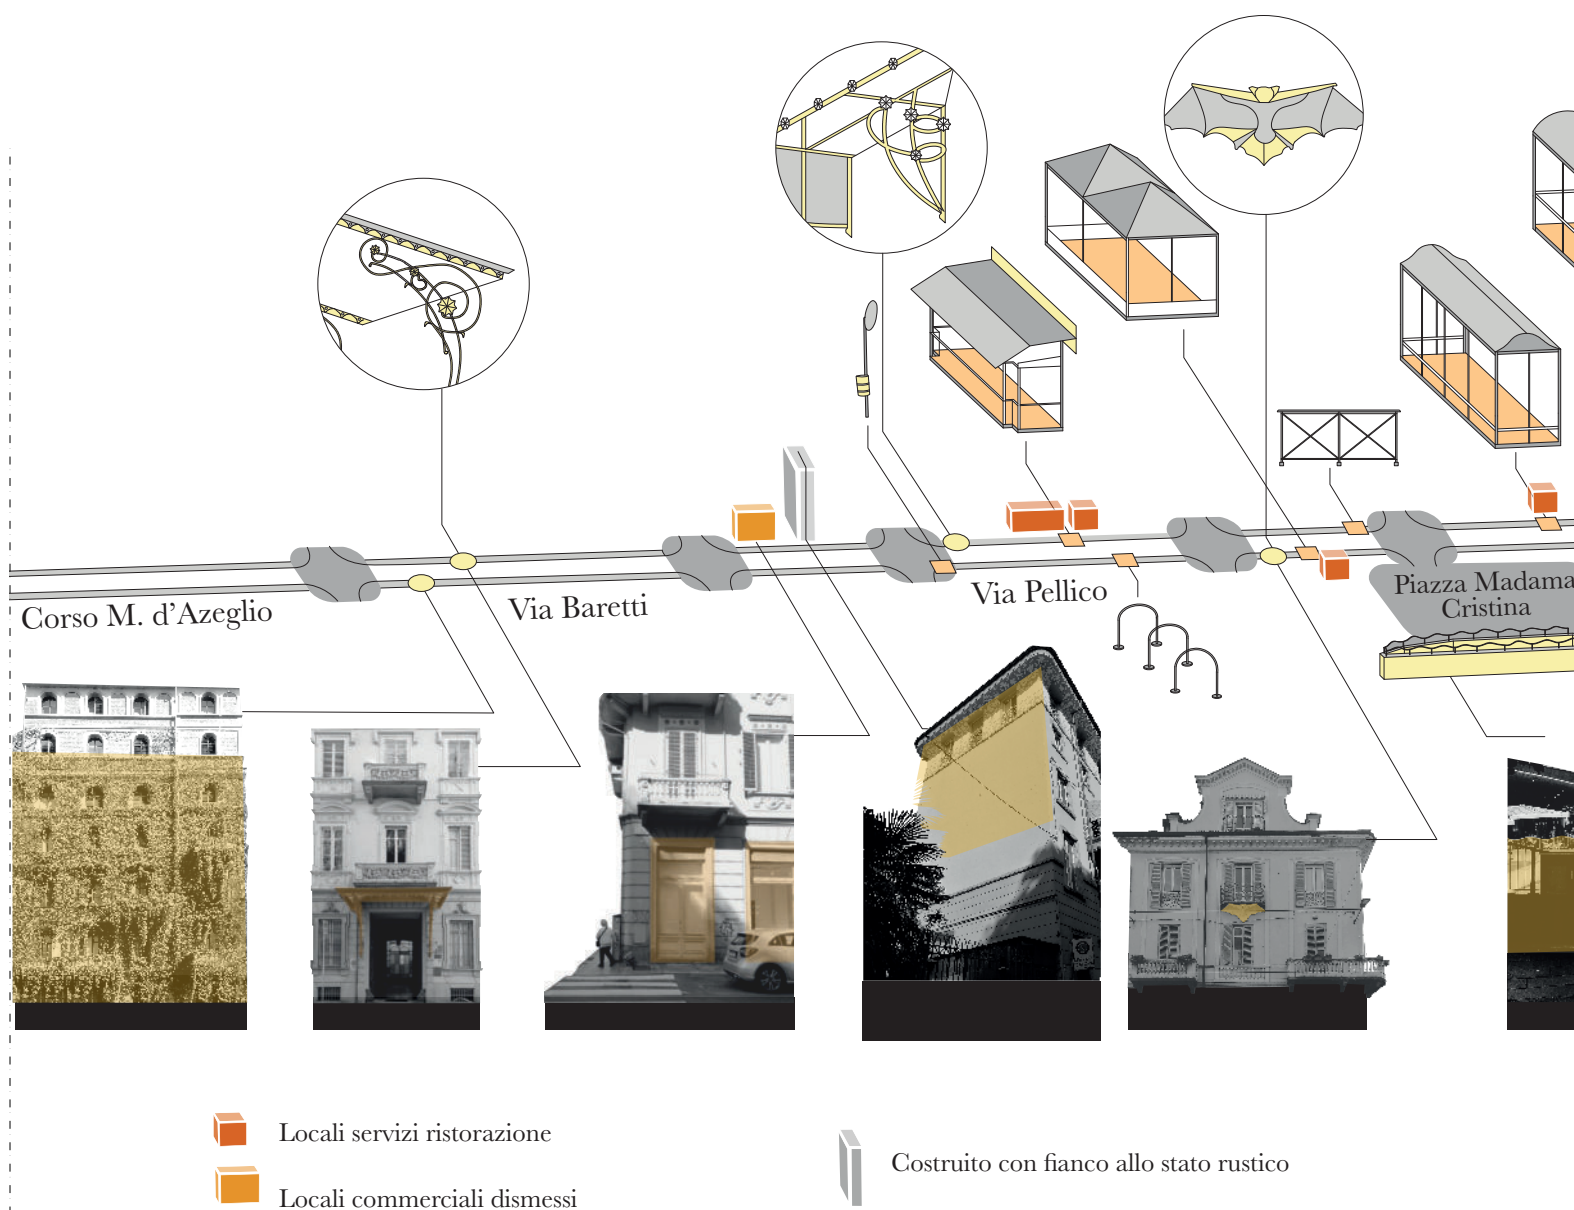 Corso M. d'Azeglio
Via Baretti
Via Pellico
Piazza Madama
Cristina
Locali servizi ristorazione
Locali commerciali dismessi
Costruito con fianco allo stato rustico